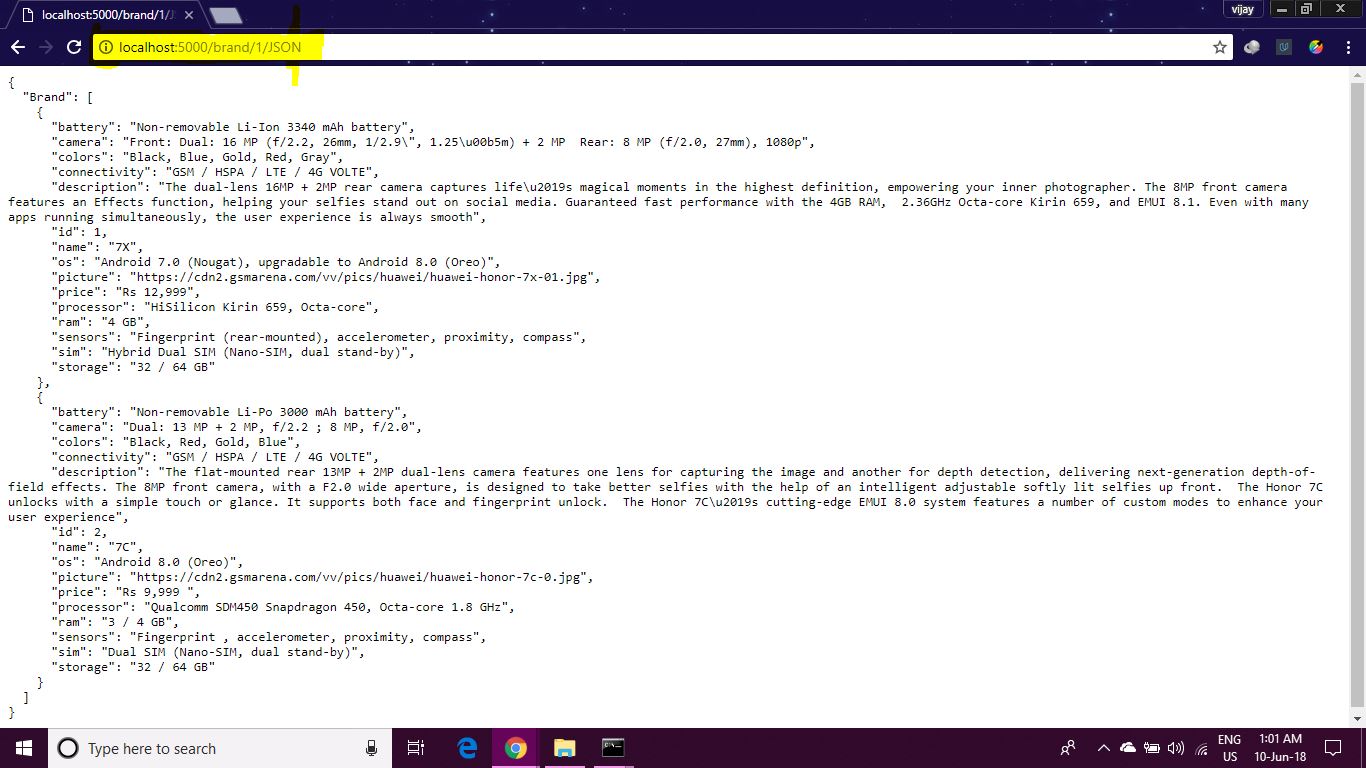 localhost:5000/brand/1/J
vijay
localhost:5000/brand/1/JSON
{
"Brand": [
{
"battery": "Non-removable Li-Ion 3340 mAh battery",
"camera": "Front: Dual: 16 MP (f/2.2, 26mm, 1/2.9\", 1.25\u00b5m) + 2 MP  Rear: 8 MP (f/2.0, 27mm), 1080p",
"colors": "Black, Blue, Gold, Red, Gray",
"connectivity": "GSM / HSPA / LTE / 4G VOLTE",
"description": "The dual-lens 16MP + 2MP rear camera captures life\u2019s magical moments in the highest definition, empowering your inner photographer. The 8MP front camera
features an Effects function, helping your selfies stand out on social media. Guaranteed fast performance with the 4GB RAM,  2.36GHz Octa-core Kirin 659, and EMUI 8.1. Even with many
apps running simultaneously, the user experience is always smooth",
"id": 1,
"name": "7X",
"os": "Android 7.0 (Nougat), upgradable to Android 8.0 (Oreo)",
"picture": "https://cdn2.gsmarena.com/vv/pics/huawei/huawei-honor-7x-01.jpg",
"price": "Rs 12,999",
"processor": "HiSilicon Kirin 659, Octa-core",
"ram": "4 GB",
"sensors": "Fingerprint (rear-mounted), accelerometer, proximity, compass",
"sim": "Hybrid Dual SIM (Nano-SIM, dual stand-by)",
"storage": "32 / 64 GB"
},
{
"battery": "Non-removable Li-Po 3000 mAh battery",
"camera": "Dual: 13 MP + 2 MP, f/2.2 ; 8 MP, f/2.0",
"colors": "Black, Red, Gold, Blue",
"connectivity": "GSM / HSPA / LTE / 4G VOLTE",
"description": "The flat-mounted rear 13MP + 2MP dual-lens camera features one lens for capturing the image and another for depth detection, delivering next-generation depth-of-
field effects. The 8MP front camera, with a F2.0 wide aperture, is designed to take better selfies with the help of an intelligent adjustable softly lit selfies up front.  The Honor 7C
unlocks with a simple touch or glance. It supports both face and fingerprint unlock.  The Honor 7C\u2019s cutting-edge EMUI 8.0 system features a number of custom modes to enhance your
user experience",
"id": 2,
"name": "7C",
"os": "Android 8.0 (Oreo)",
"picture": "https://cdn2.gsmarena.com/vv/pics/huawei/huawei-honor-7c-0.jpg",
"price": "Rs 9,999 ",
"processor": "Qualcomm SDM450 Snapdragon 450, Octa-core 1.8 GHz",
"ram": "3 / 4 GB",
"sensors": "Fingerprint , accelerometer, proximity, compass",
"sim": "Dual SIM (Nano-SIM, dual stand-by)",
"storage": "32 / 64 GB"
}
]
}
Type here to search
ENG
US
1:01 AM
10-Jun-18